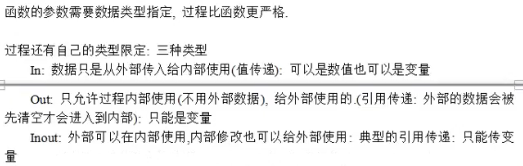 函数的参数需要数据类型指定, 过程比函数更严格.
过程还有自己的类型限定: 三种类型
In: 数据只是从外部传入给内部使用(值传递): 可以是数值也可以是变量
Out: 只允许过程内部使用(不用外部数据), 给外部使用的.(引用传递: 外部的数据会被
先清空才会进入到内部): 只能是变量
Inout: 外部可以在内部使用,内部修改也可以给外部使用: 典型的引用传递: 只能传变
量